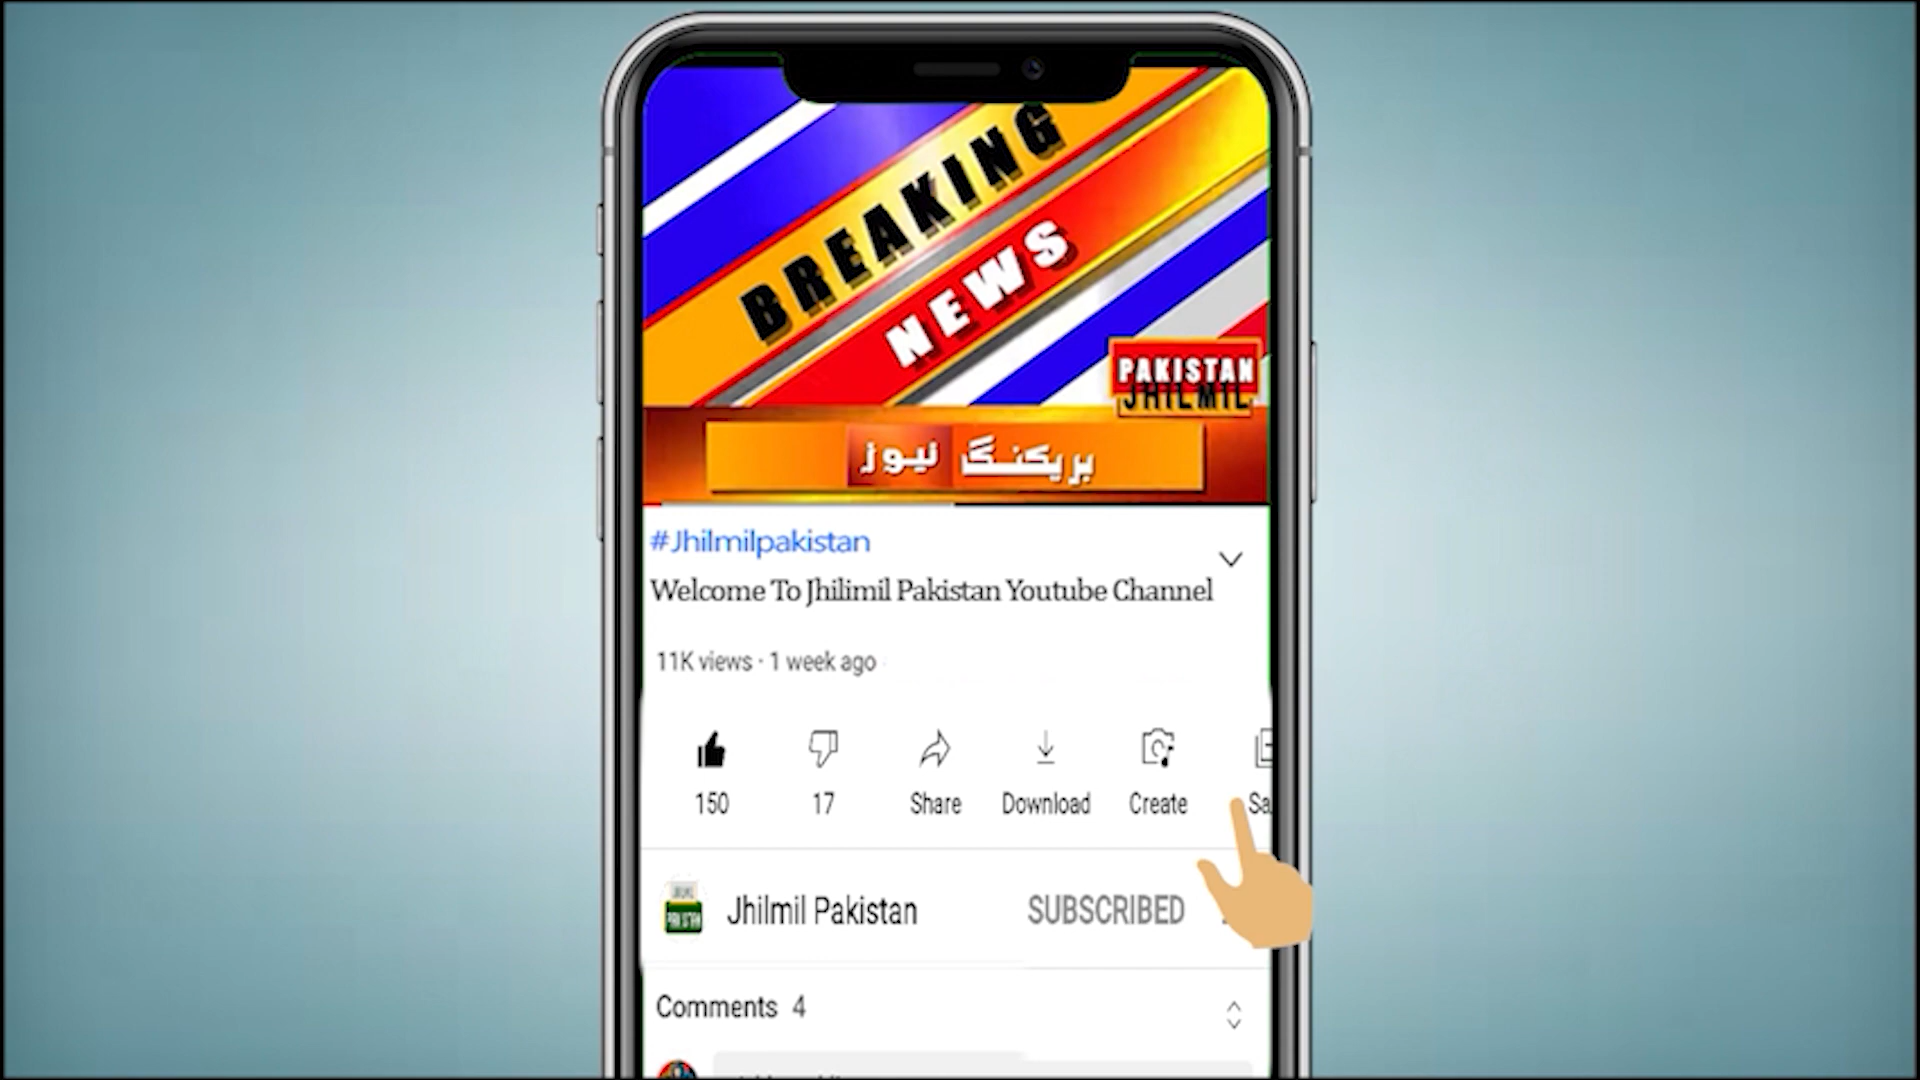 BREAKING
NEWS
PAKISTAN
JHILMIL
بریکنگ نیوز
#Jhilmilpakistan
Welcome To Jhilimil Pakistan Youtube Channel
11K views · 1 week ago
150
17
Share
Download
Create
Sa
Jhilmil Pakistan
SUBSCRIBED
Comments 4